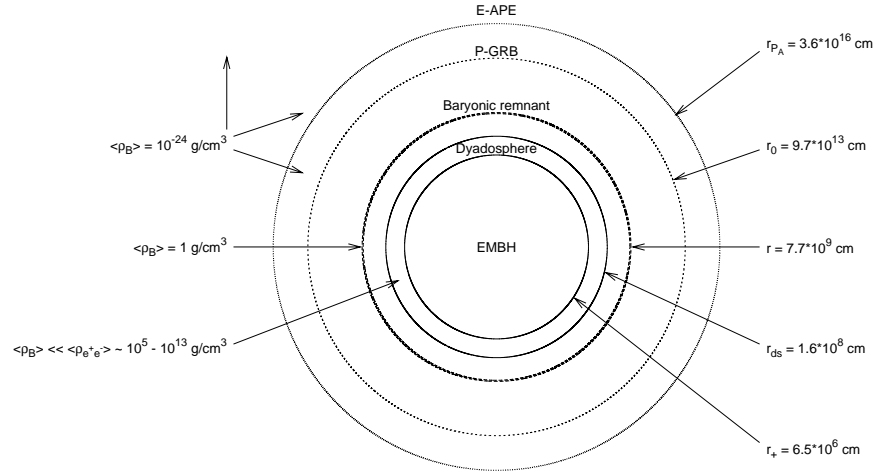 E-APE
r_{P_A} = 3.6*10^{16} cm
P-GRB
Baryonic remnant
<ρ_B> = 10^{-24} g/cm^3
r_0 = 9.7*10^{13} cm
Dyadosphere
<ρ_B> = 1 g/cm^3
EMBH
r = 7.7*10^9 cm
<ρ_B> << <ρ_{e^+e^-}> ~ 10^5 - 10^{13} g/cm^3
r_{ds} = 1.6*10^8 cm
r_+ = 6.5*10^6 cm